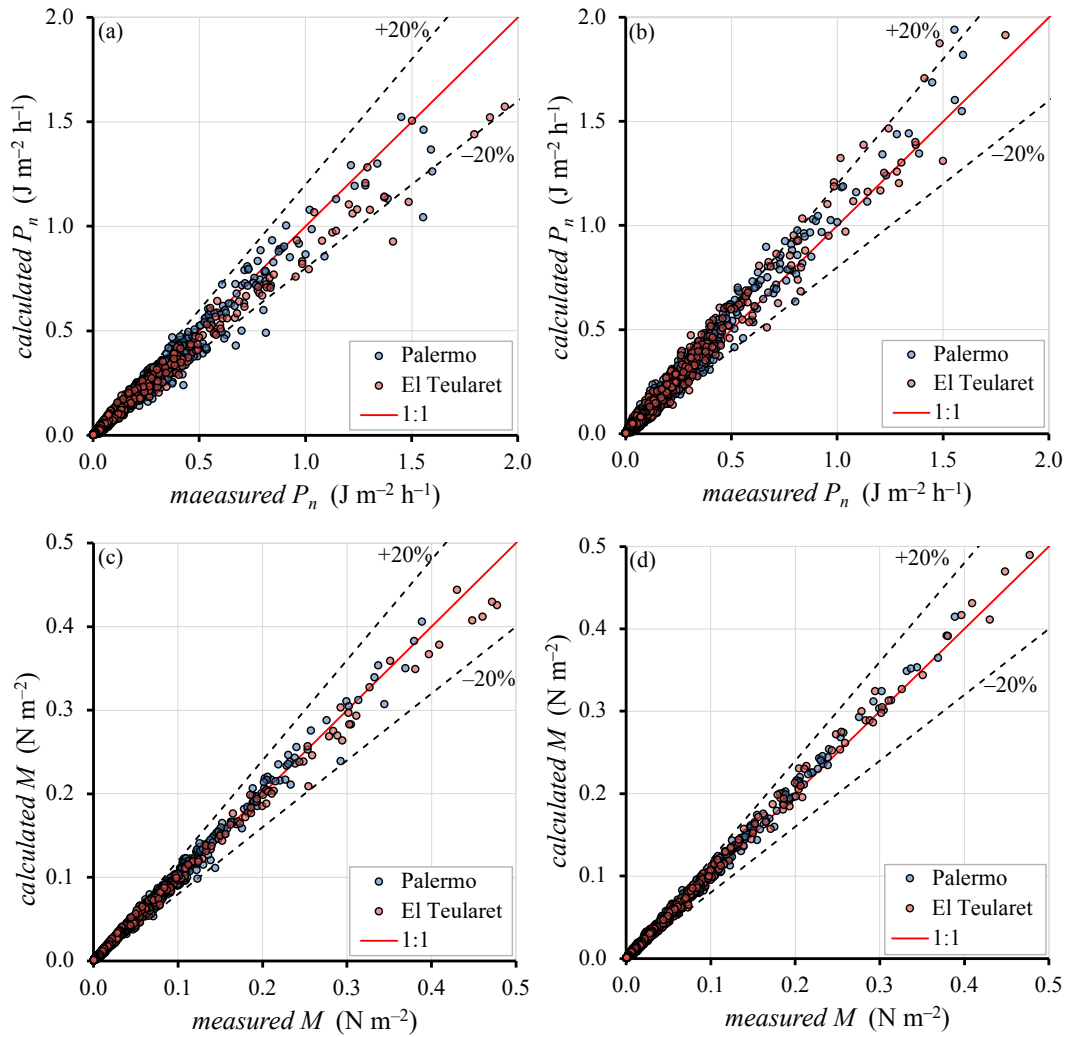 (a)
+20%
−20%
2.0
1.5
1.0
0.5
0.0
calculated Pn (J m−2 h−1)
Palermo
El Teularet
1:1
0.0 0.5 1.0 1.5 2.0
maeasured Pn (J m−2 h−1)
(b)
+20%
−20%
2.0
1.5
1.0
0.5
0.0
calculated Pn (J m−2 h−1)
Palermo
El Teularet
1:1
0.0 0.5 1.0 1.5 2.0
maeasured Pn (J m−2 h−1)
(c)
+20%
−20%
0.5
0.4
0.3
0.2
0.1
0.0
calculated M (N m−2)
Palermo
El Teularet
1:1
0.0 0.1 0.2 0.3 0.4 0.5
measured M (N m−2)
(d)
+20%
−20%
0.5
0.4
0.3
0.2
0.1
0.0
calculated M (N m−2)
Palermo
El Teularet
1:1
0.0 0.1 0.2 0.3 0.4 0.5
measured M (N m−2)